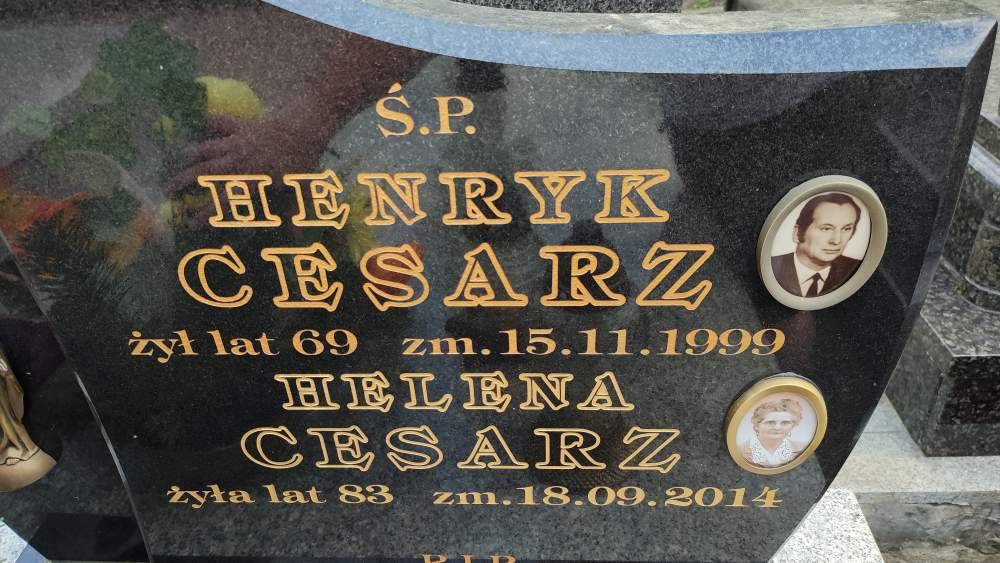 Ś.P.
HENRYK
CESARZ
żył lat 69 zm. 15.11.1999
HELENA
CESARZ
żyła lat 83 zm. 18.09.2014
R.I.P.